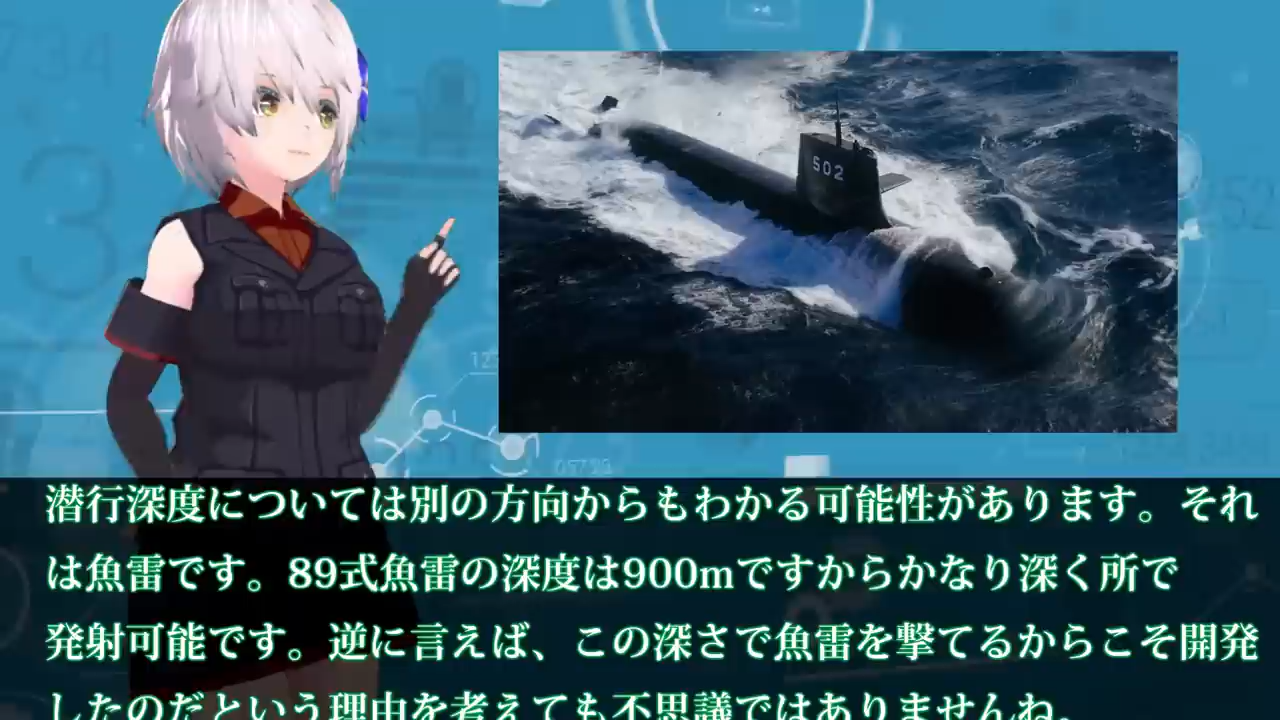 734
3
502
352
123
05729
潜行深度については別の方向からもわかる可能性があります。それ
は魚雷です。89式魚雷の深度は900mですからかなり深く所で
発射可能です。逆に言えば、この深さで魚雷を撃てるからこそ開発
したのだという理由を考えても不思議ではありませんね。